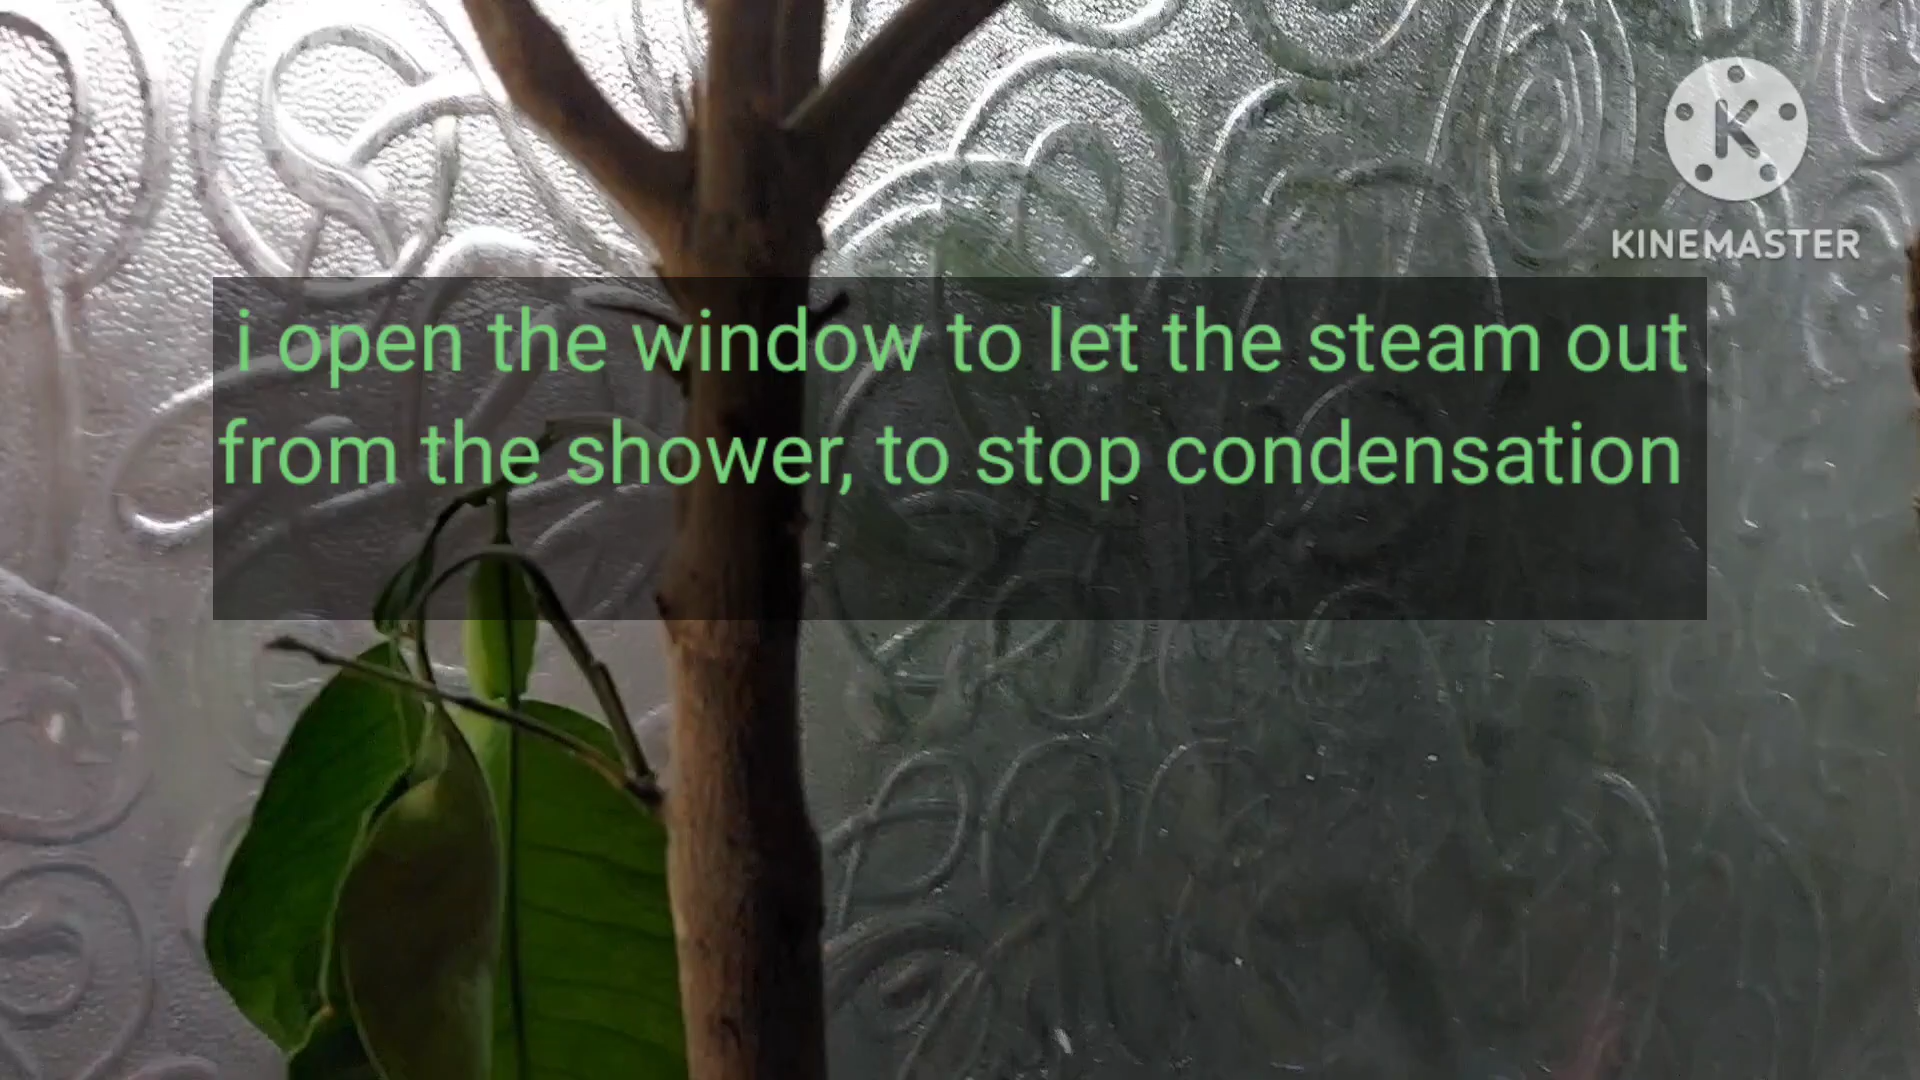 K
KINEMASTER
i open the window to let the steam out
from the shower, to stop condensation